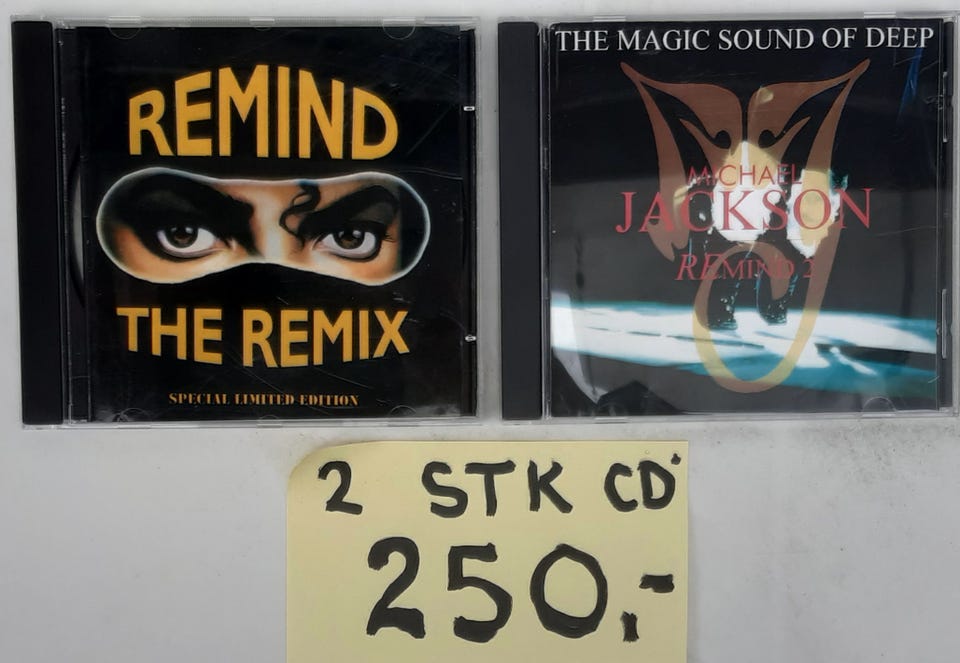 REMIND
THE REMIX
SPECIAL LIMITED EDITION
THE MAGIC SOUND OF DEEP
MICHAEL
JACKSON
REMIND 2
2 STK CD'
250,-